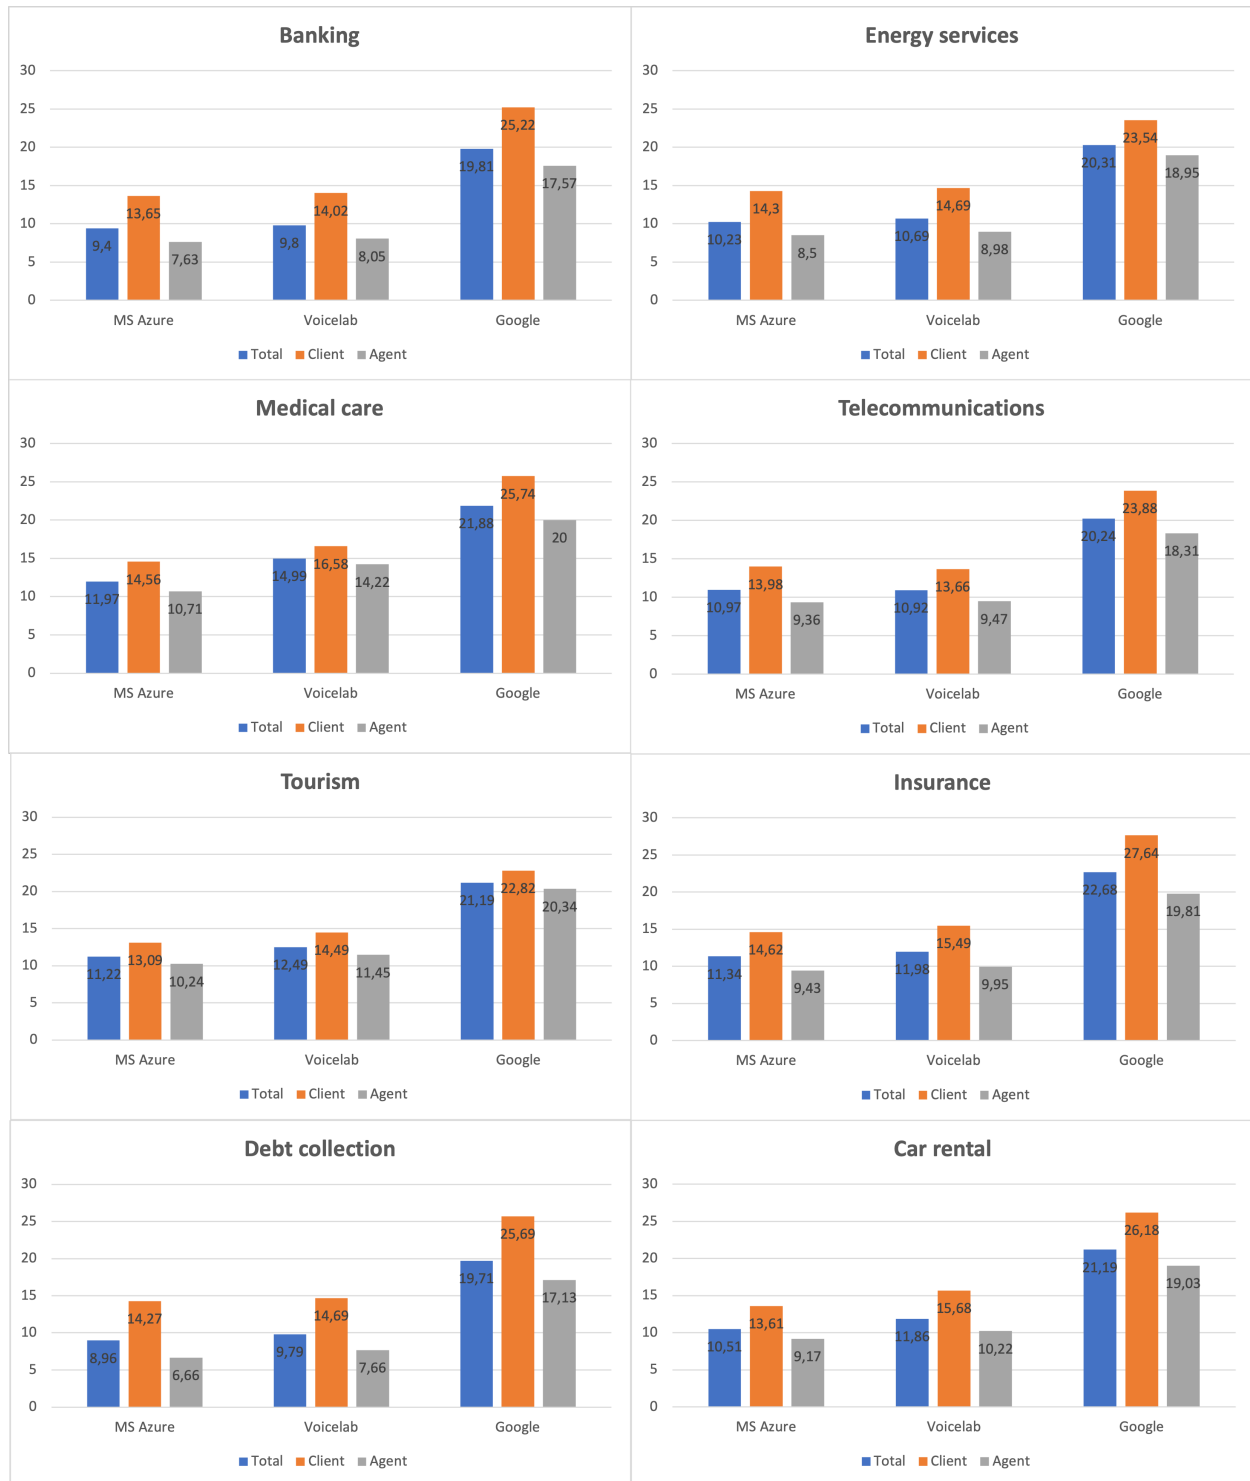 Banking
30
25
20
15
10
5
0
9,4 13,65 7,63 9,8 14,02 8,05 19,81 25,22 17,57
MS Azure Voicelab Google
Total Client Agent
Energy services
30
25
20
15
10
5
0
10,23 14,3 8,5 10,69 14,69 8,98 20,31 23,54 18,95
MS Azure Voicelab Google
Total Client Agent
Medical care
30
25
20
15
10
5
0
11,97 14,56 10,71 14,99 16,58 14,22 21,88 25,74 20
MS Azure Voicelab Google
Total Client Agent
Telecommunications
30
25
20
15
10
5
0
10,97 13,98 9,36 10,92 13,66 9,47 20,24 23,88 18,31
MS Azure Voicelab Google
Total Client Agent
Tourism
30
25
20
15
10
5
0
11,22 13,09 10,24 12,49 14,49 11,45 21,19 22,82 20,34
MS Azure Voicelab Google
Total Client Agent
Insurance
30
25
20
15
10
5
0
11,34 14,62 9,43 11,98 15,49 9,95 22,68 27,64 19,81
MS Azure Voicelab Google
Total Client Agent
Debt collection
30
25
20
15
10
5
0
8,96 14,27 6,66 9,79 14,69 7,66 19,71 25,69 17,13
MS Azure Voicelab Google
Total Client Agent
Car rental
30
25
20
15
10
5
0
10,51 13,61 9,17 11,86 15,68 10,22 21,19 26,18 19,03
MS Azure Voicelab Google
Total Client Agent